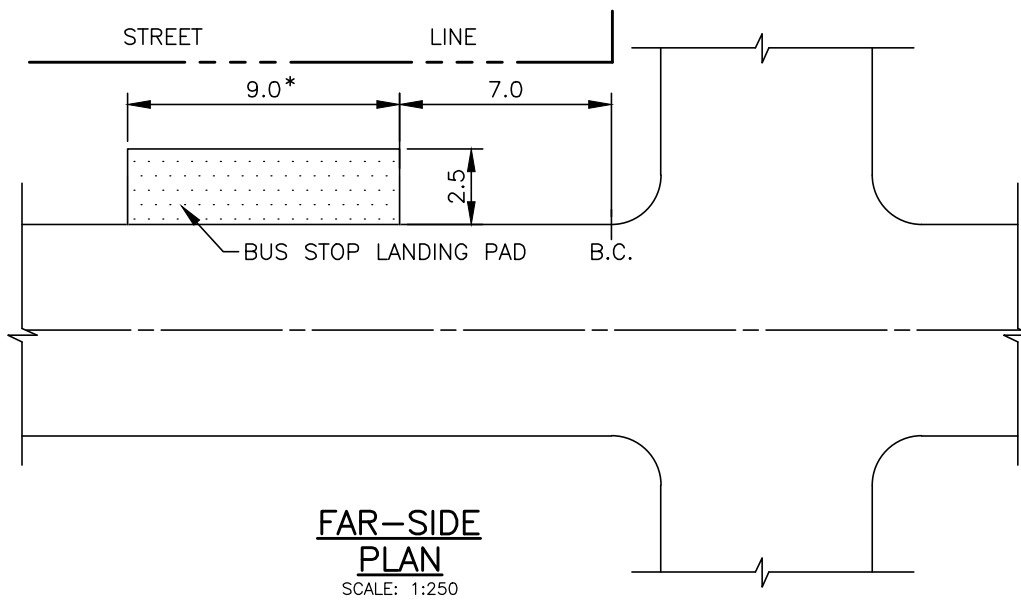 STREET LINE
9.0* 7.0
2.5
BUS STOP LANDING PAD B.C.
FAR-SIDE
PLAN
SCALE: 1:250